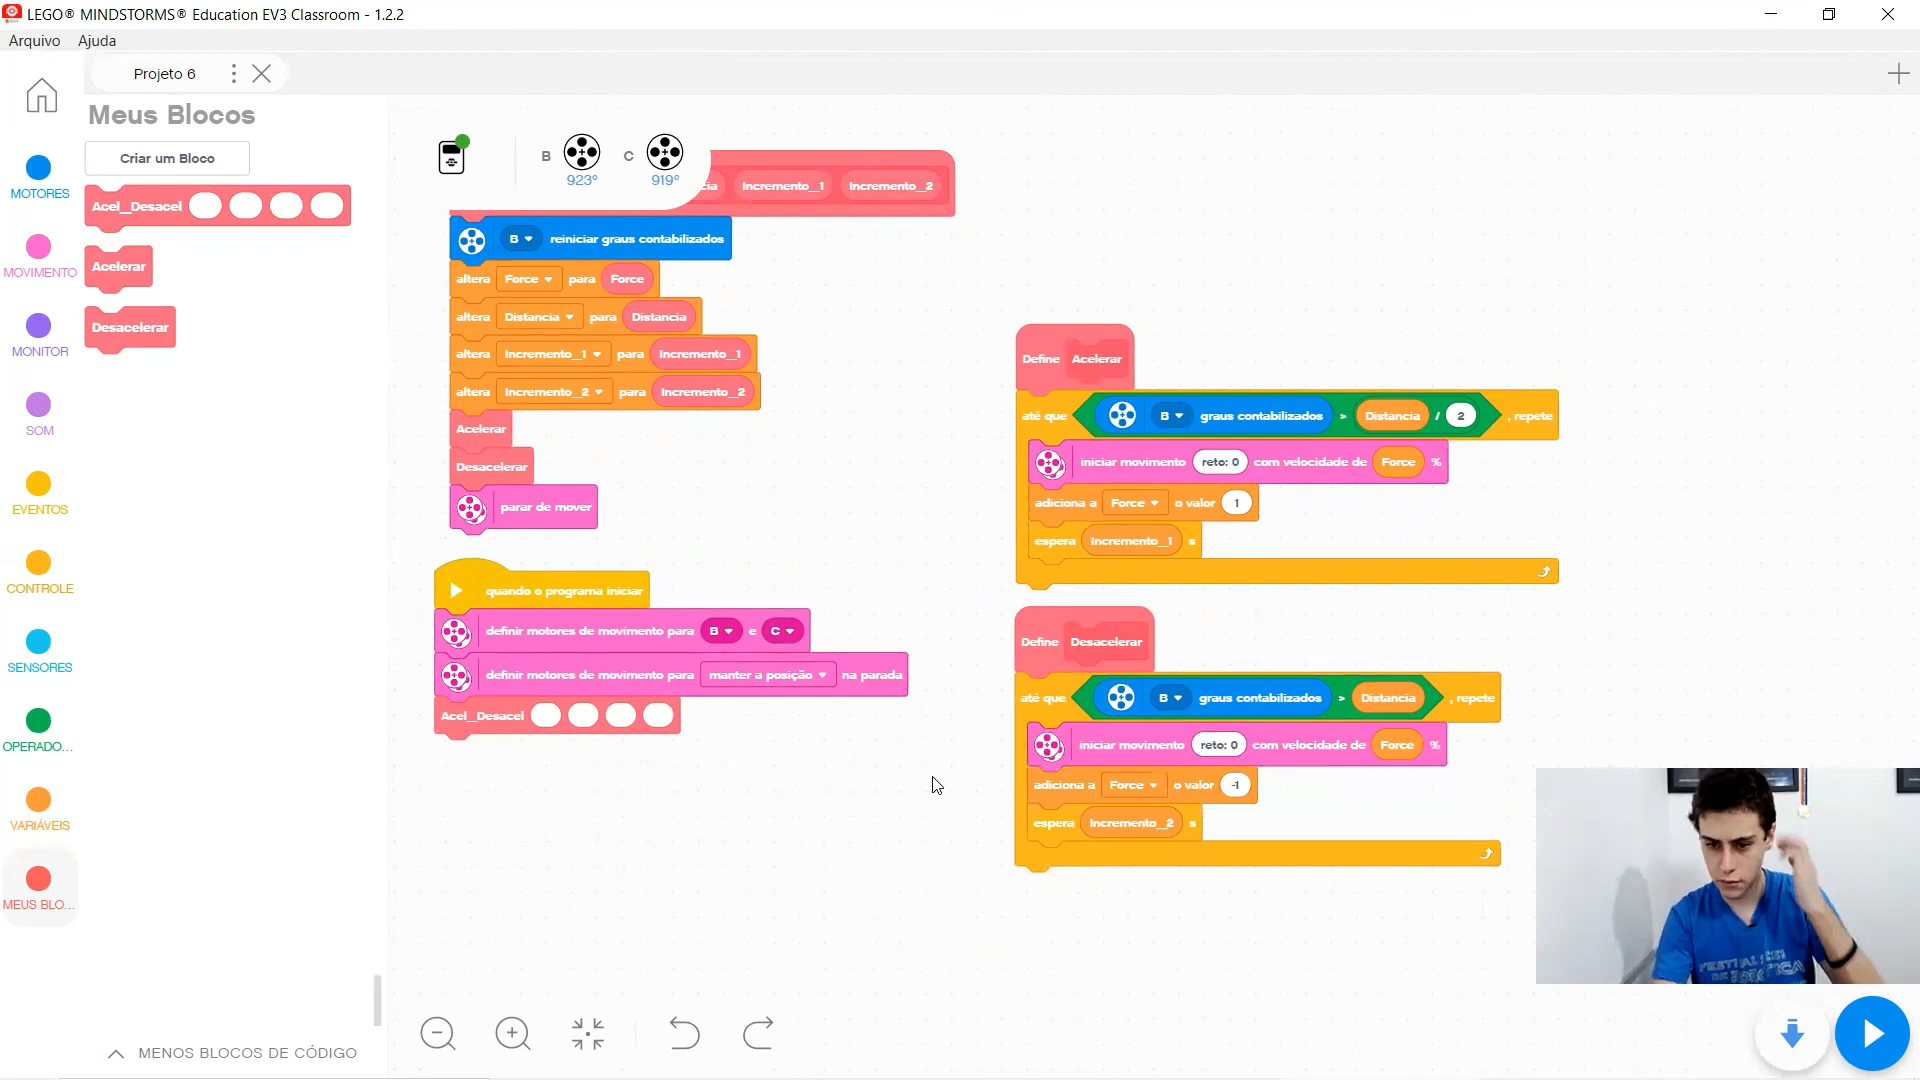 LEGO® MINDSTORMS® Education EV3 Classroom - 1.2.2
Arquivo Ajuda
Projeto 6
Meus Blocos
Criar um Bloco
Acel_Desacel
Acelerar
Desacelerar
MOTORES
MOVIMENTO
MONITOR
SOM
EVENTOS
CONTROLE
SENSORES
OPERADO...
VARIÁVEIS
MEUS BLO...
MENOS BLOCOS DE CÓDIGO
B 923° C 919°
cia Incremento_1 Incremento_2
B reiniciar graus contabilizados
altera Force para Force
altera Distancia para Distancia
altera Incremento_1 para Incremento_1
altera Incremento_2 para Incremento_2
Acelerar
Desacelerar
parar de mover
quando o programa iniciar
definir motores de movimento para B e C
definir motores de movimento para manter a posição na parada
Acel_Desacel
Define Acelerar
até que B graus contabilizados > Distancia / 2 , repete
iniciar movimento reto: 0 com velocidade de Force %
adiciona a Force o valor 1
espera Incremento_1 s
Define Desacelerar
até que B graus contabilizados > Distancia , repete
iniciar movimento reto: 0 com velocidade de Force %
adiciona a Force o valor -1
espera Incremento_2 s